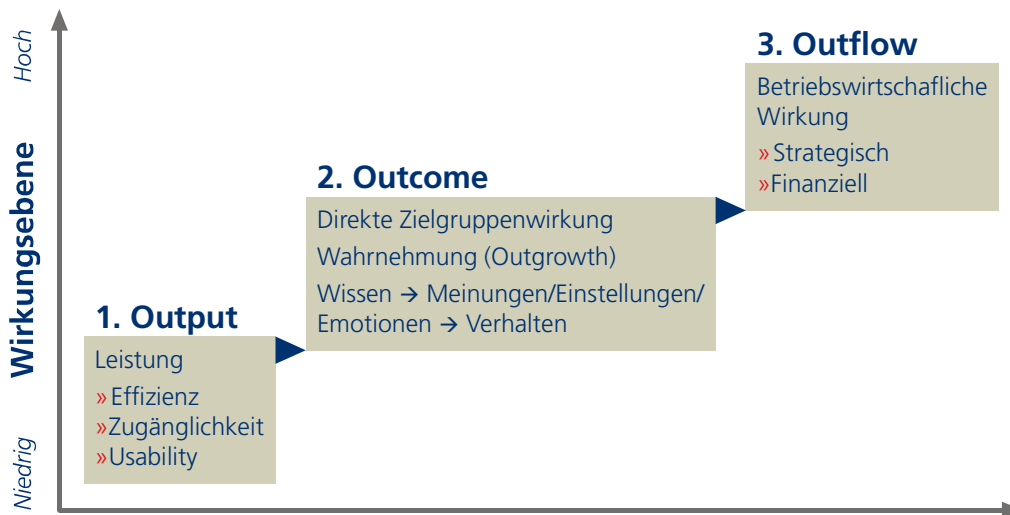 Hoch
Wirkungsebene
Niedrig
1. Output
Leistung
» Effizienz
»Zugänglichkeit
»Usability
2. Outcome
Direkte Zielgruppenwirkung
Wahrnehmung (Outgrowth)
Wissen → Meinungen/Einstellungen/
Emotionen → Verhalten
3. Outflow
Betriebswirtschafliche
Wirkung
» Strategisch
»Finanziell